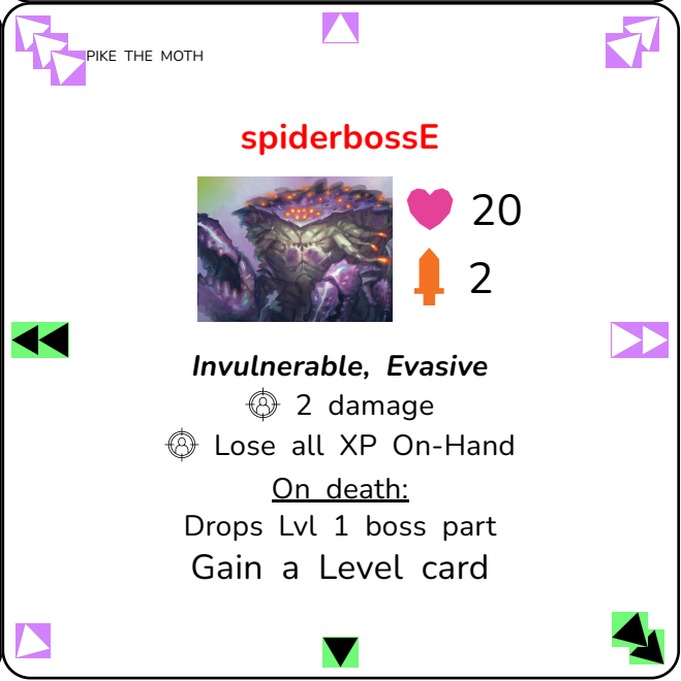 PIKE THE MOTH
spiderbossE
20
2
Invulnerable, Evasive
2 damage
Lose all XP On-Hand
On death:
Drops Lvl 1 boss part
Gain a Level card